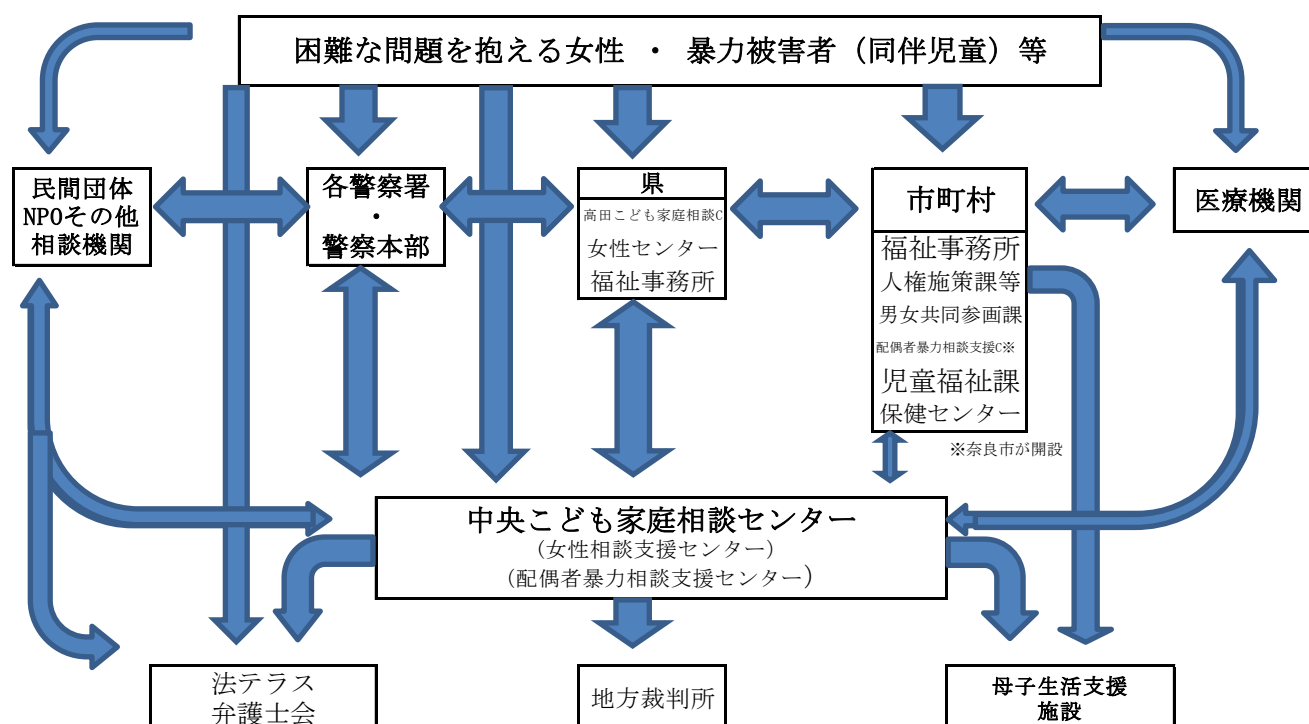 困難な問題を抱える女性 ・ 暴力被害者（同伴児童）等
民間団体
NPOその他
相談機関
各警察署
・
警察本部
県
高田こども家庭相談C
女性センター
福祉事務所
市町村
福祉事務所
人権施策課等
男女共同参画課
配偶者暴力相談支援C※
児童福祉課
保健センター
医療機関
※奈良市が開設
中央こども家庭相談センター
（女性相談支援センター）
（配偶者暴力相談支援センター）
法テラス
弁護士会
地方裁判所
母子生活支援
施設